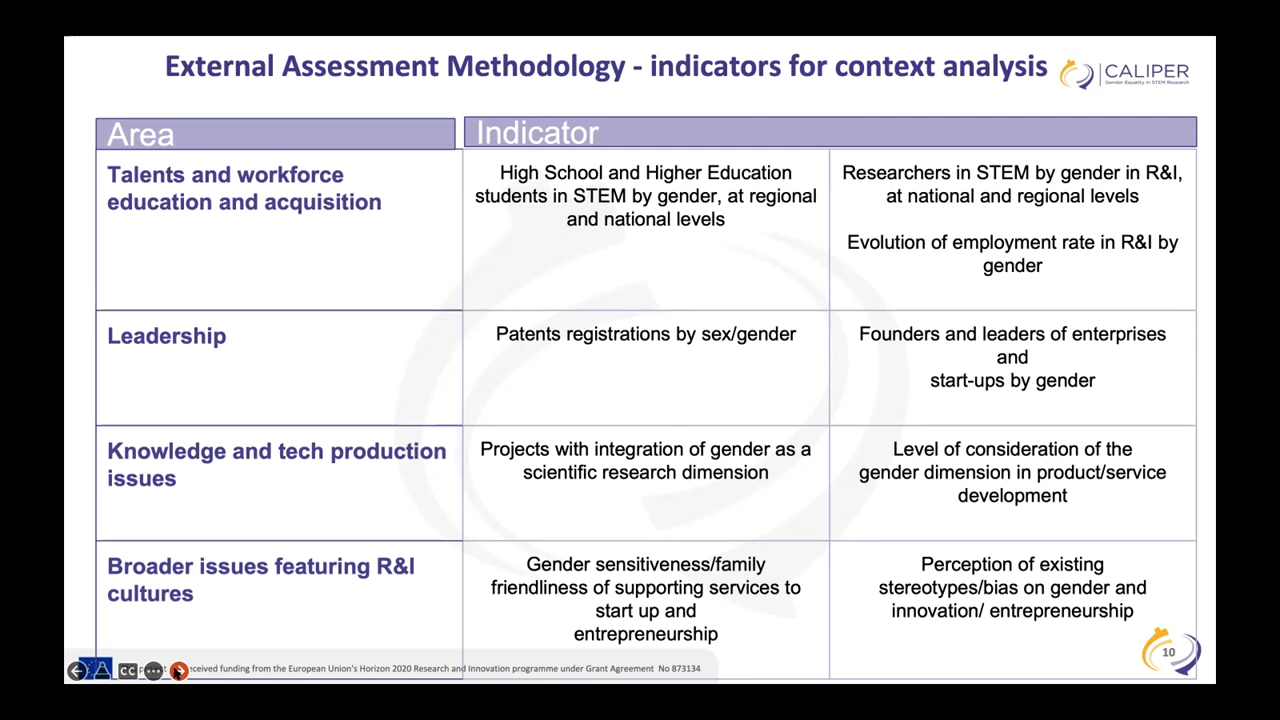 External Assessment Methodology - indicators for context analysis
CALIPER
Gender Equality in STEM Research
Area
Indicator
Talents and workforce
education and acquisition
High School and Higher Education
students in STEM by gender, at regional
and national levels
Researchers in STEM by gender in R&I,
at national and regional levels
Evolution of employment rate in R&I by
gender
Leadership
Patents registrations by sex/gender
Founders and leaders of enterprises
and
start-ups by gender
Knowledge and tech production
issues
Projects with integration of gender as a
scientific research dimension
Level of consideration of the
gender dimension in product/service
development
Broader issues featuring R&I
cultures
Gender sensitiveness/family
friendliness of supporting services to
start up and
entrepreneurship
Perception of existing
stereotypes/bias on gender and
innovation/ entrepreneurship
CC
received funding from the European Union's Horizon 2020 Research and Innovation programme under Grant Agreement No 873134
10